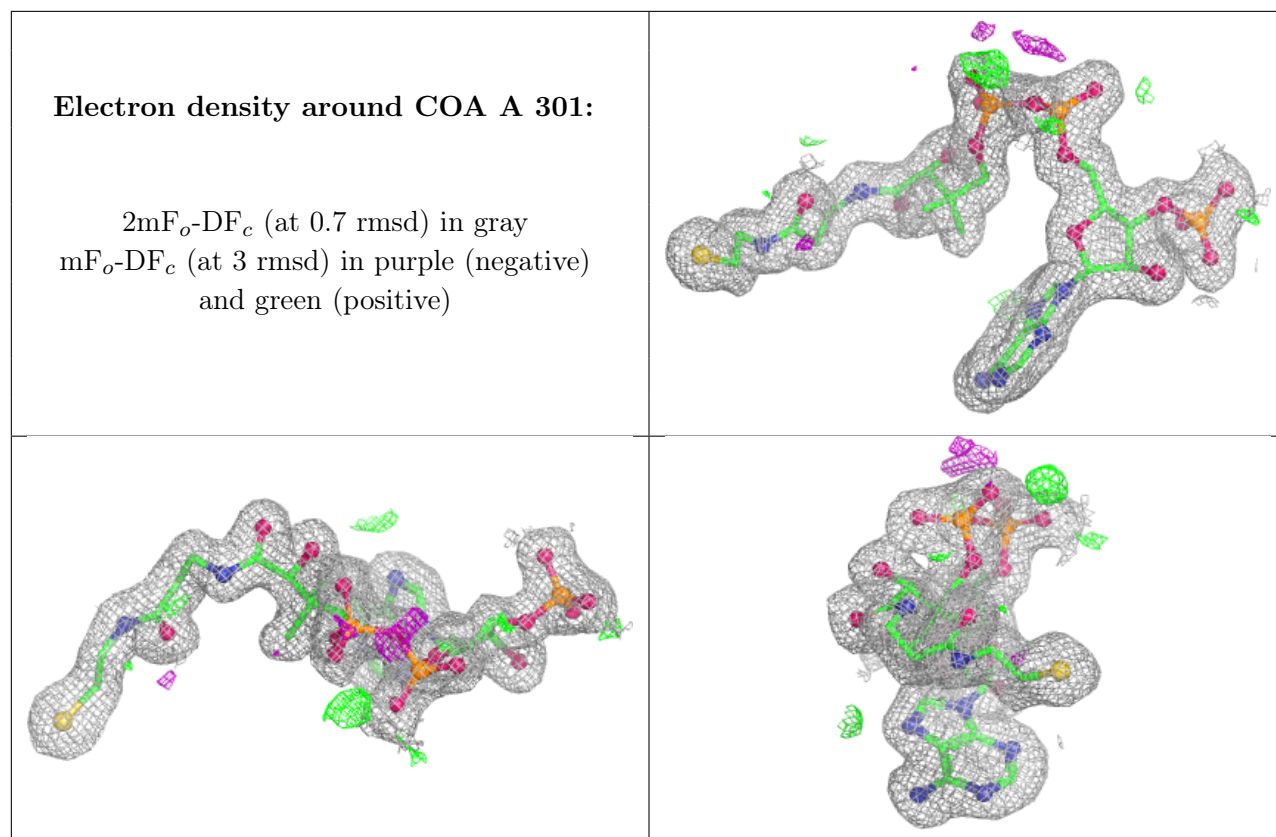 Electron density around COA A 301:
2mFₒ-DF𝒸 (at 0.7 rmsd) in gray
mFₒ-DF𝒸 (at 3 rmsd) in purple (negative)
and green (positive)